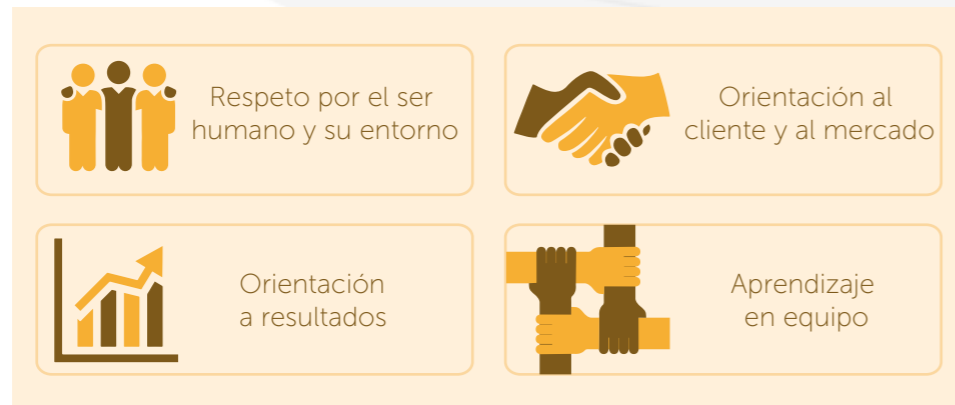 Respeto por el ser
humano y su entorno
Orientación al
cliente y al mercado
Orientación
a resultados
Aprendizaje
en equipo